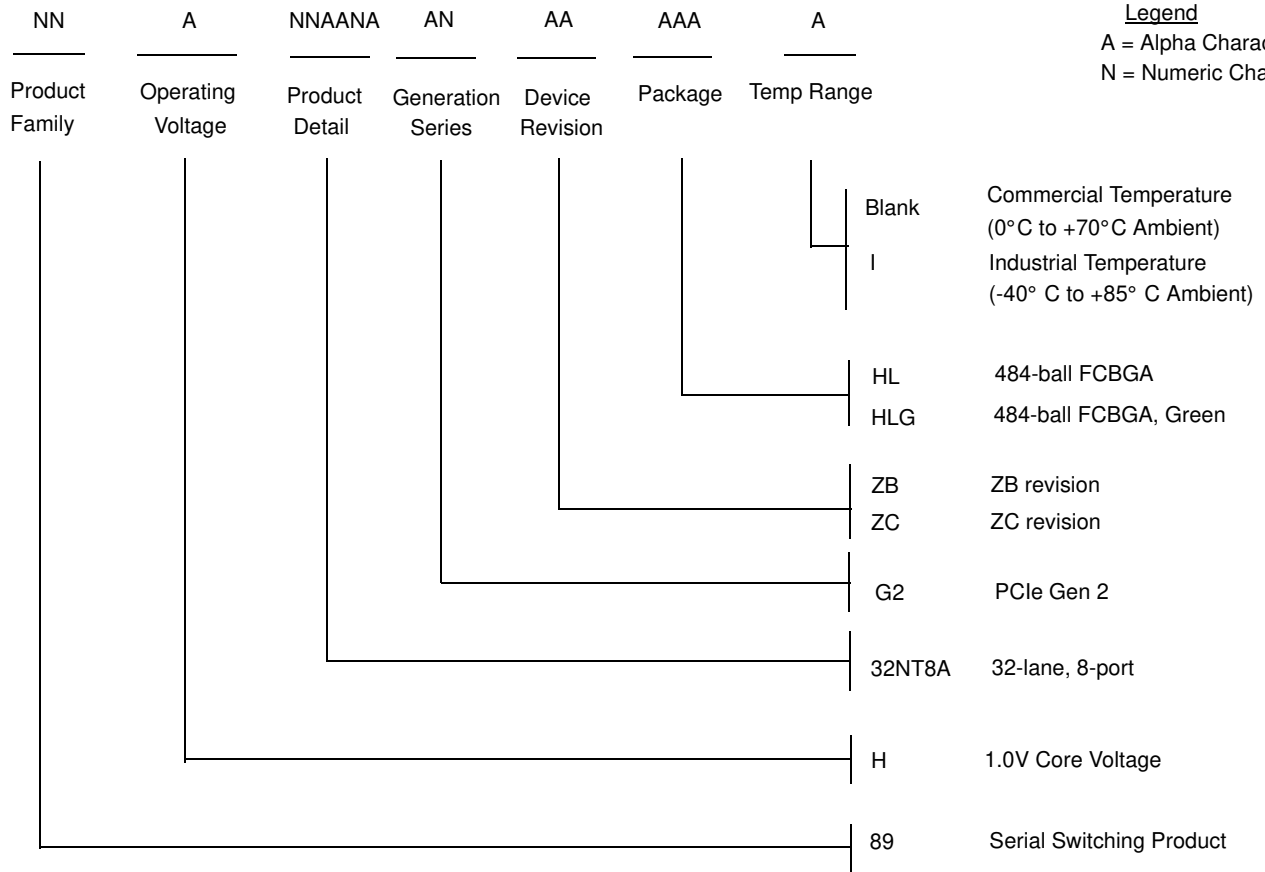 NN A NNAANA AN AA AAA A
Legend
A = Alpha
N = Numeric
Product Family
Operating Voltage
Product Detail
Generation Series
Device Revision
Package
Temp Range
Blank Commercial Temperature
(0°C to +70°C Ambient)
I Industrial Temperature
(-40° C to +85° C Ambient)
HL 484-ball FCBGA
HLG 484-ball FCBGA, Green
ZB ZB revision
ZC ZC revision
G2 PCIe Gen 2
32NT8A 32-lane, 8-port
H 1.0V Core Voltage
89 Serial Switching Product